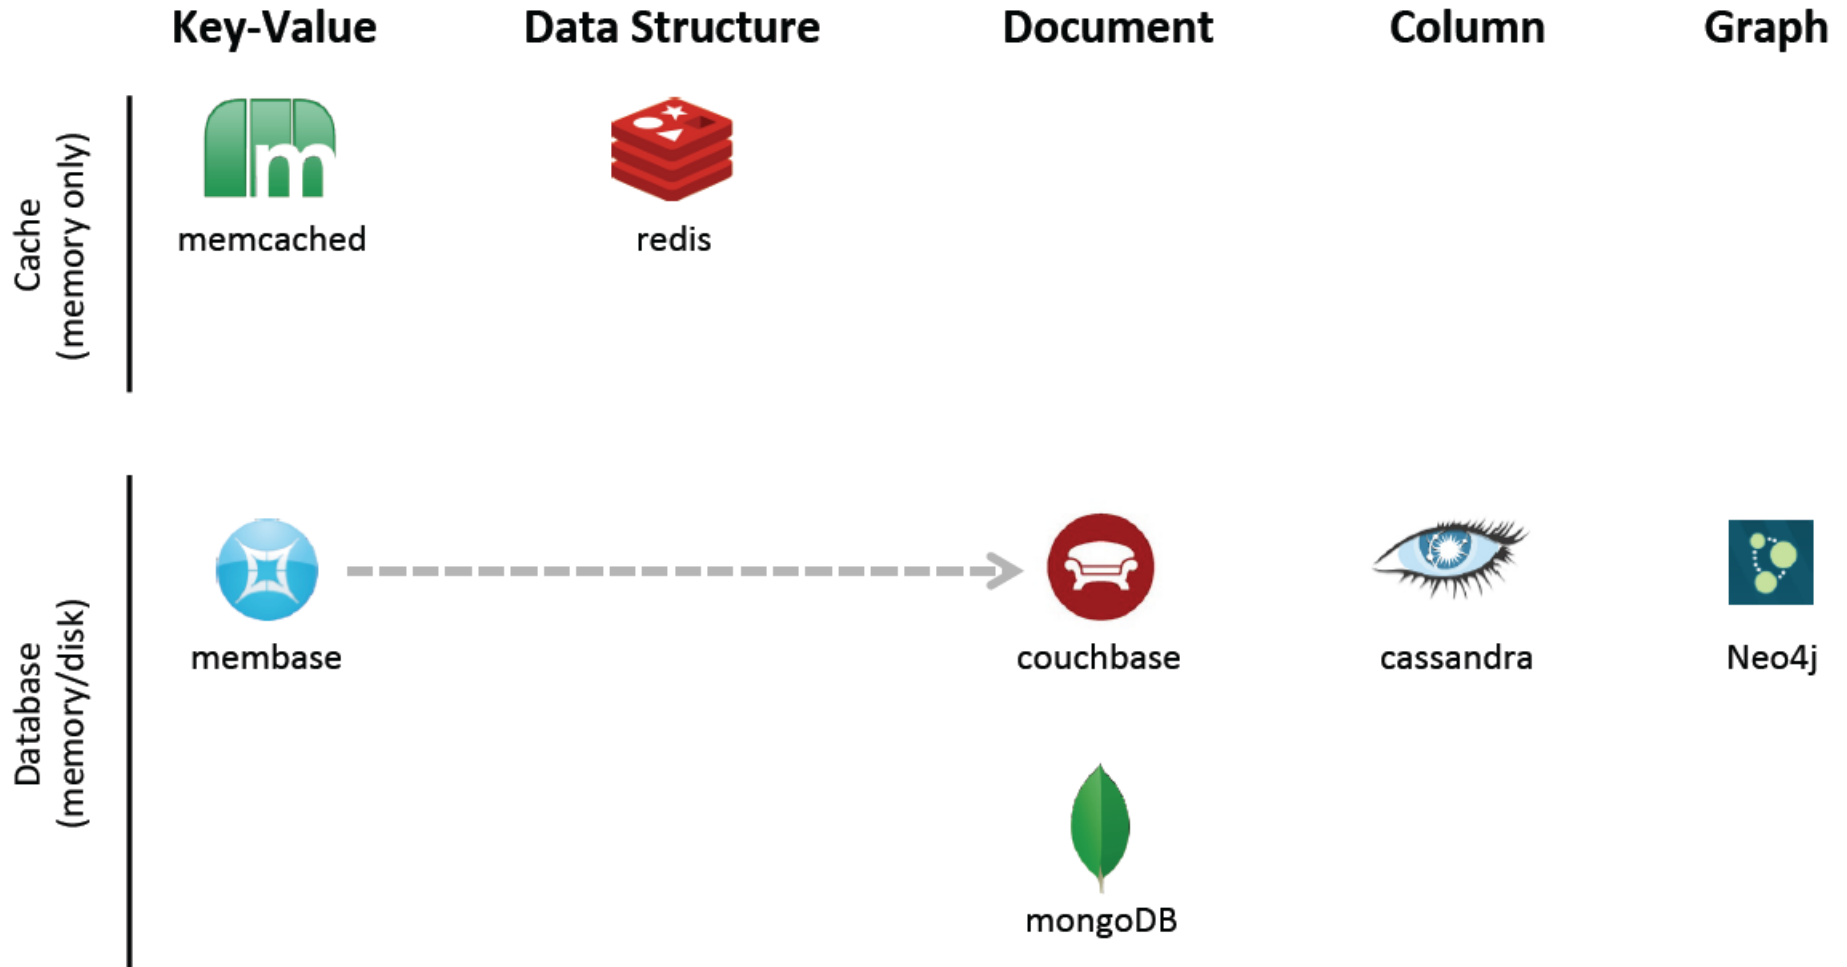 Key-Value
Data Structure
Document
Column
Graph
Cache
(memory only)
m
memcached
redis
Database
(memory/disk)
membase
couchbase
cassandra
Neo4j
mongoDB